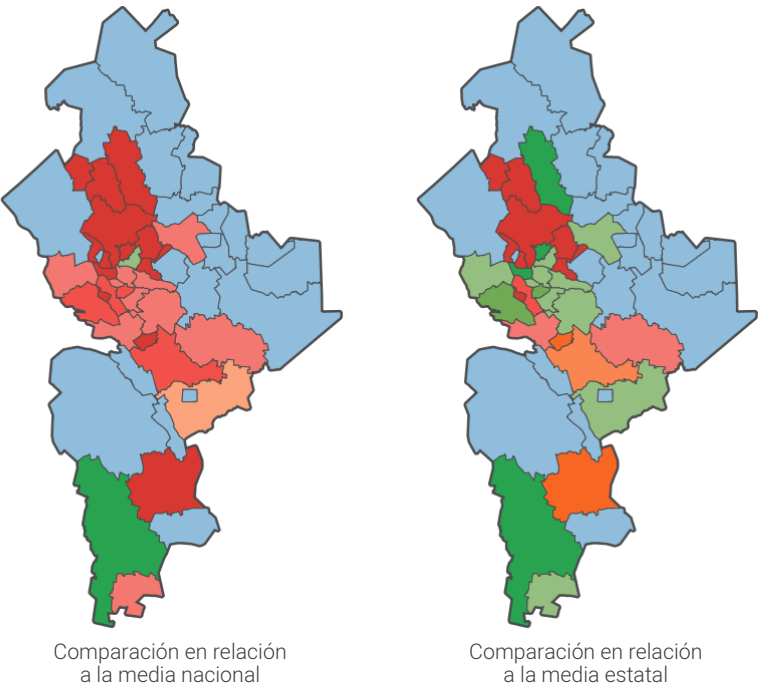 Comparación en relación
a la media nacional
Comparación en relación
a la media estatal